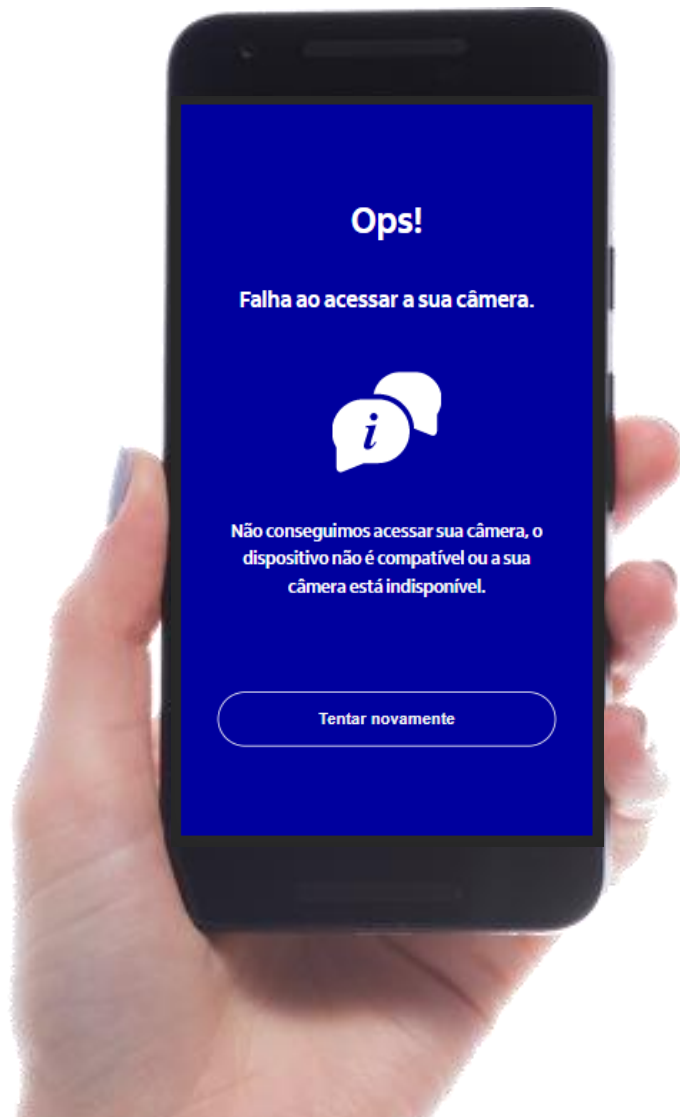 Ops!
Falha ao acessar a sua câmera.
i
Não conseguimos acessar sua câmera, o
dispositivo não é compatível ou a sua
câmera está indisponível.
Tentar novamente